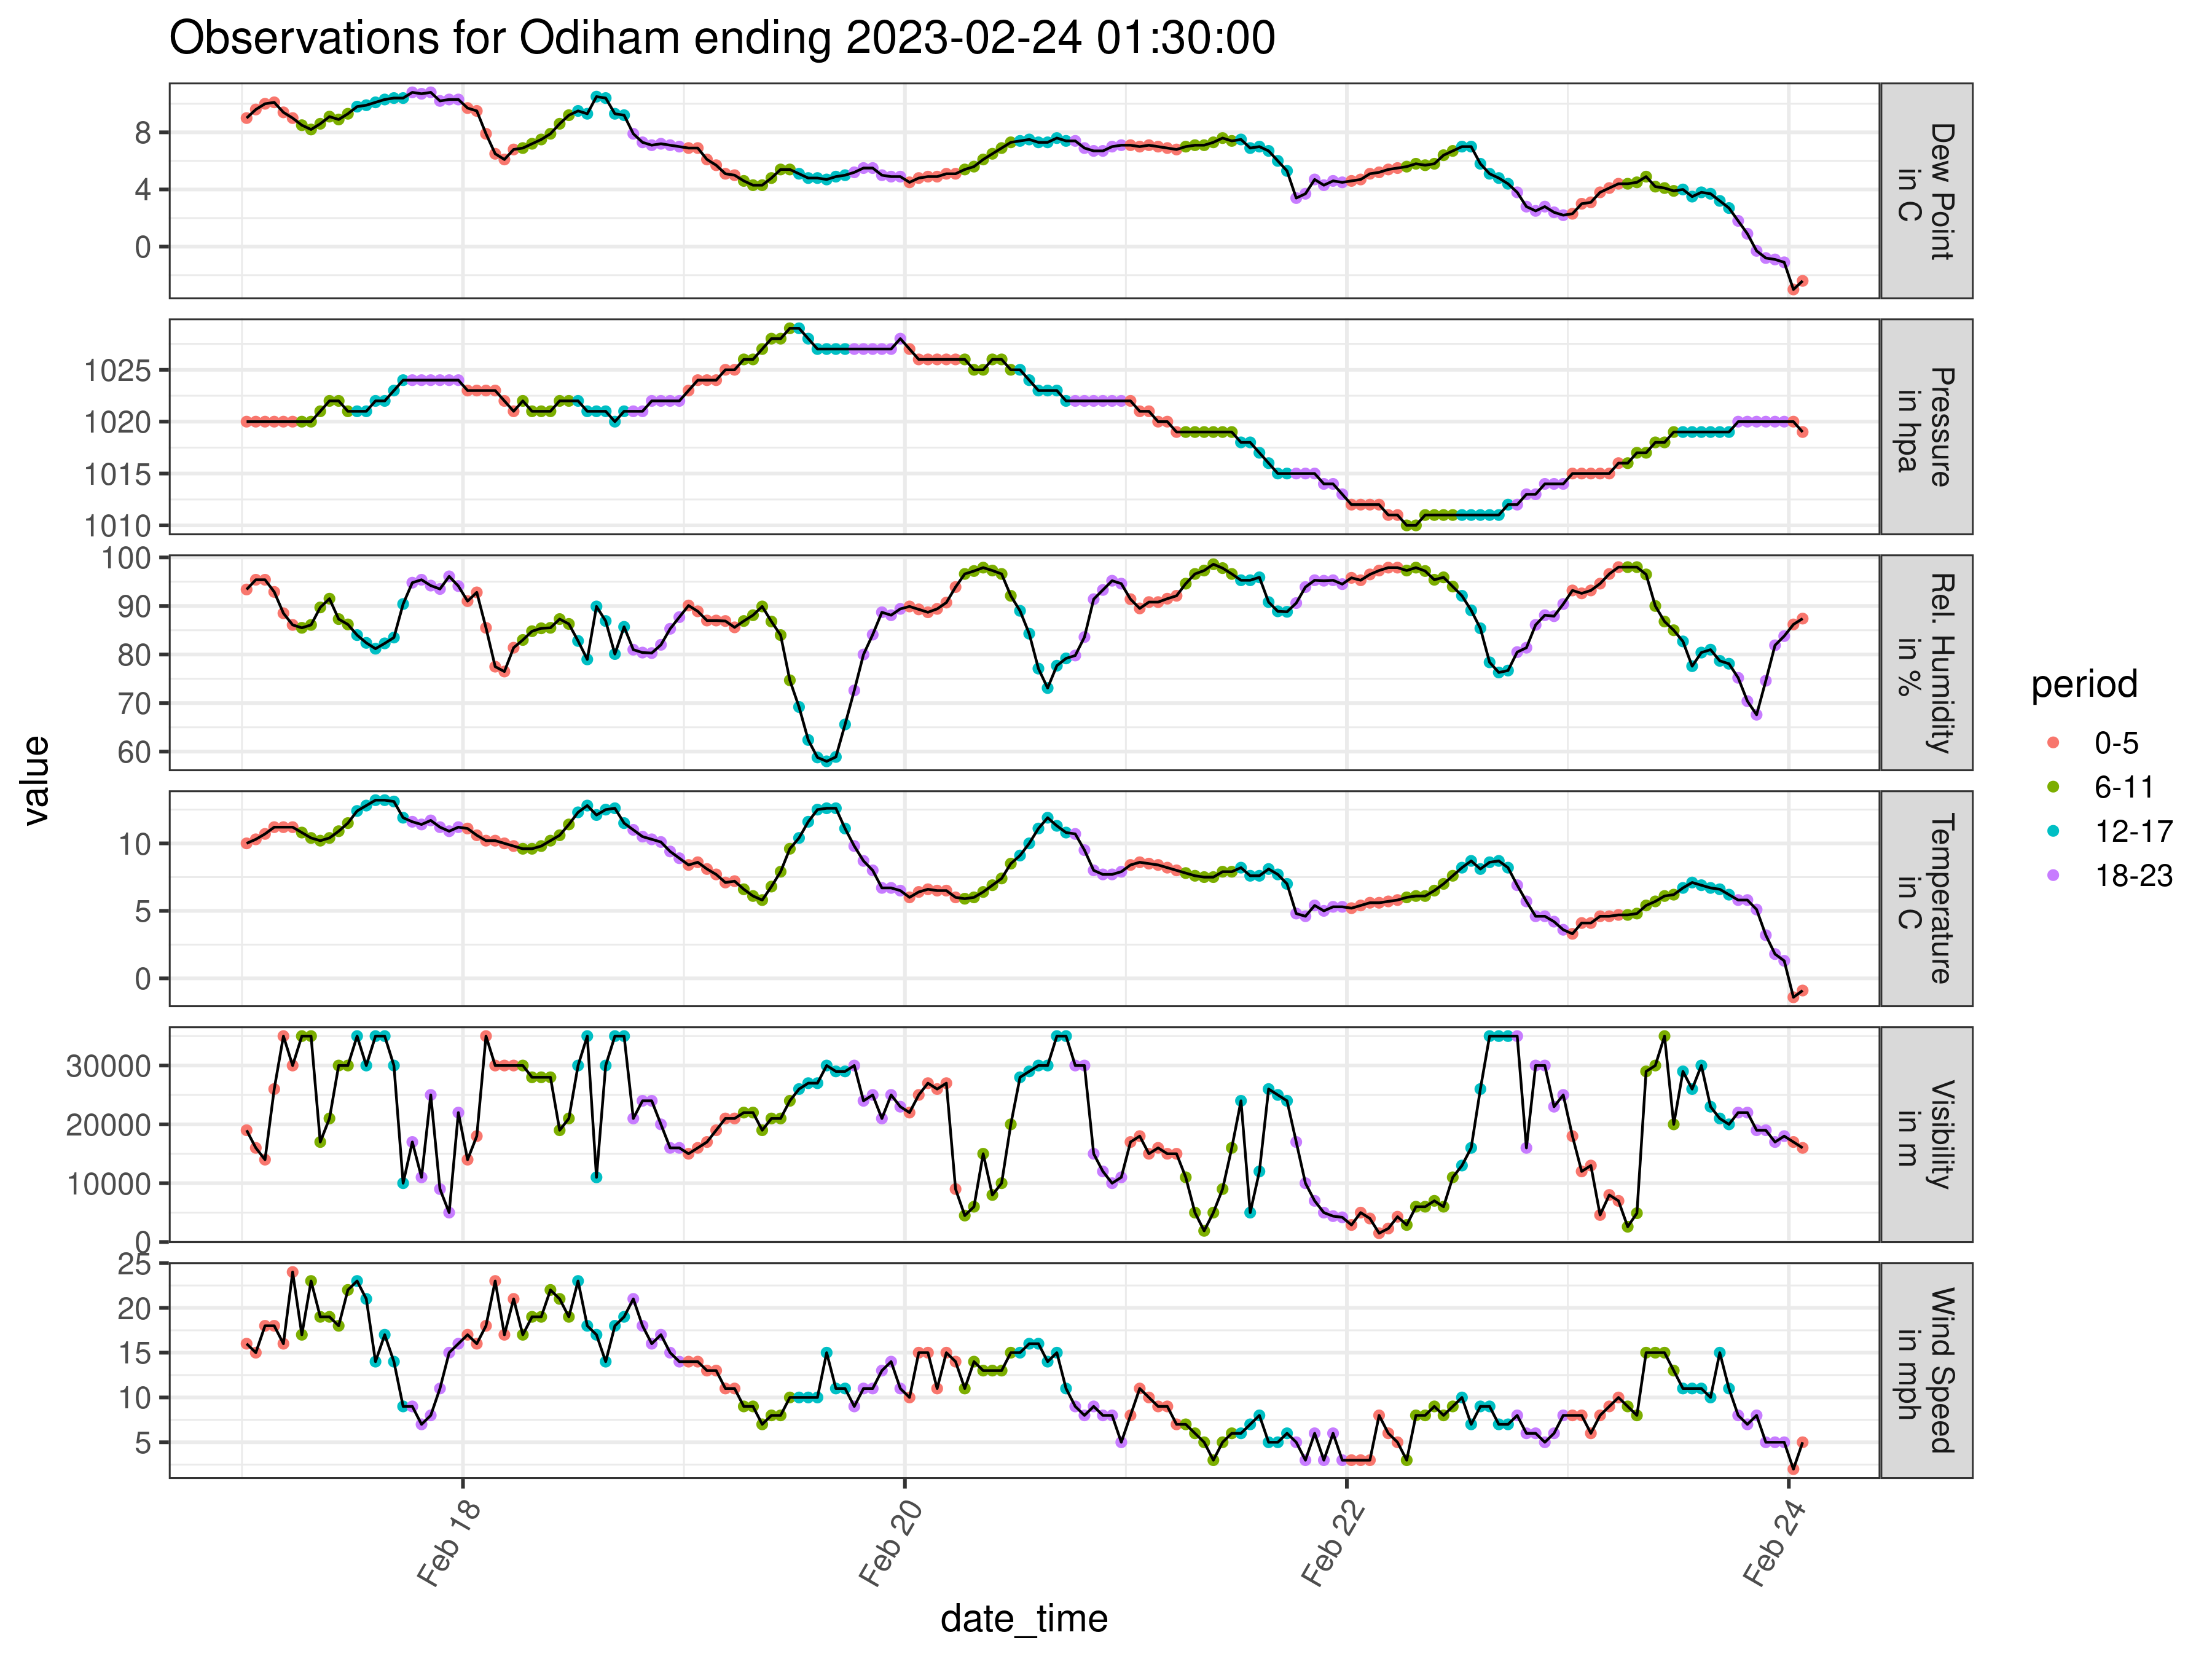 Observations for Odiham ending 2023-02-24 01:30:00
value
8
4
0
Dew Point
in C
1025
1020
1015
1010
Pressure
in hpa
100
90
80
70
60
Rel. Humidity
in %
10
5
0
Temperature
in C
30000
20000
10000
0
Visibility
in m
25
20
15
10
5
Wind Speed
in mph
Feb 18
Feb 20
Feb 22
Feb 24
date_time
period
0-5
6-11
12-17
18-23